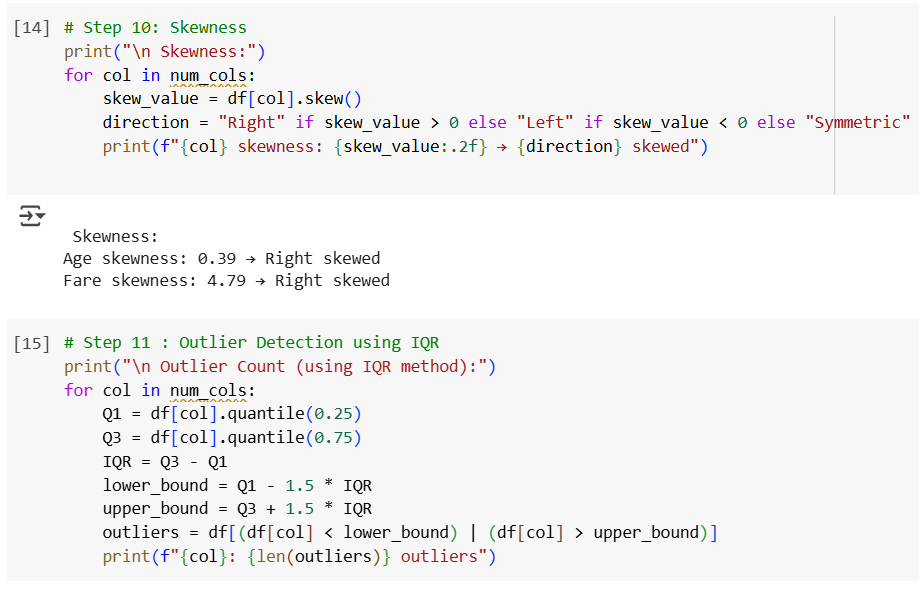 [14] # Step 10: Skewness
print("\n Skewness:")
for col in num_cols:
    skew_value = df[col].skew()
    direction = "Right" if skew_value > 0 else "Left" if skew_value < 0 else "Symmetric"
    print(f"{col} skewness: {skew_value:.2f} → {direction} skewed")
 Skewness:
Age skewness: 0.39 → Right skewed
Fare skewness: 4.79 → Right skewed
[15] # Step 11 : Outlier Detection using IQR
print("\n Outlier Count (using IQR method):")
for col in num_cols:
    Q1 = df[col].quantile(0.25)
    Q3 = df[col].quantile(0.75)
    IQR = Q3 - Q1
    lower_bound = Q1 - 1.5 * IQR
    upper_bound = Q3 + 1.5 * IQR
    outliers = df[(df[col] < lower_bound) | (df[col] > upper_bound)]
    print(f"{col}: {len(outliers)} outliers")